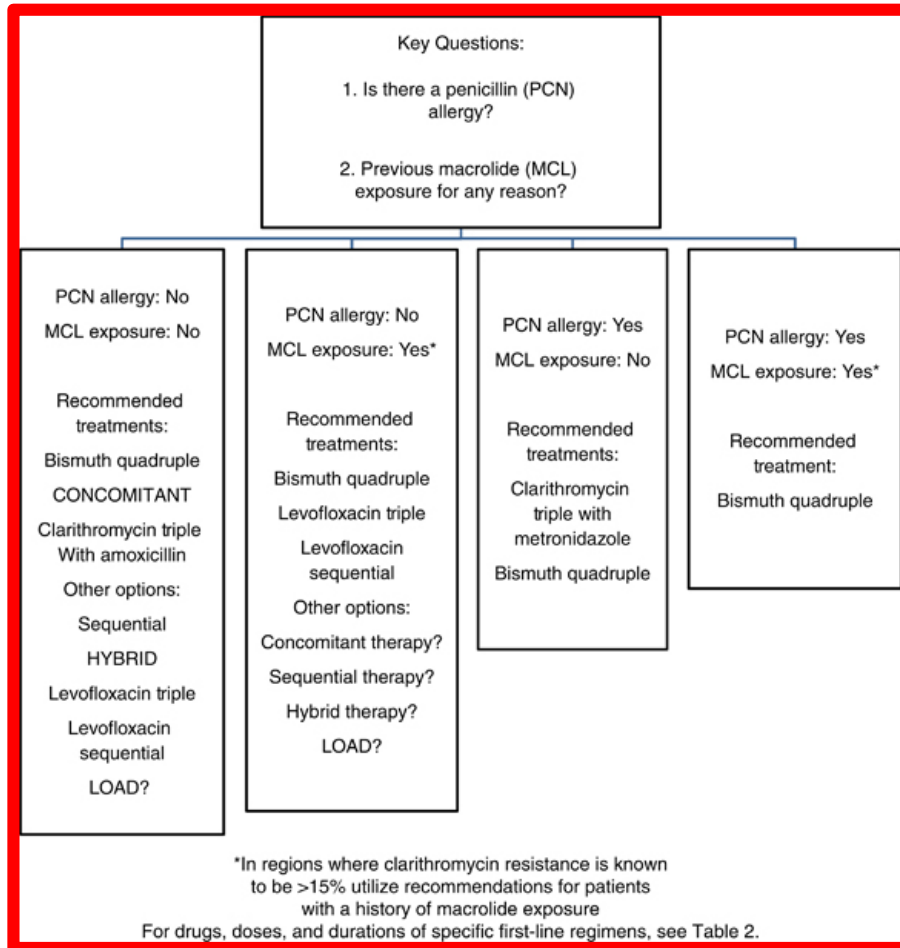 Key Questions:
1. Is there a penicillin (PCN)
allergy?
2. Previous macrolide (MCL)
exposure for any reason?
PCN allergy: No
MCL exposure: No
Recommended
treatments:
Bismuth quadruple
CONCOMITANT
Clarithromycin triple
With amoxicillin
Other options:
Sequential
HYBRID
Levofloxacin triple
Levofloxacin
sequential
LOAD?
PCN allergy: No
MCL exposure: Yes*
Recommended
treatments:
Bismuth quadruple
Levofloxacin triple
Levofloxacin
sequential
Other options:
Concomitant therapy?
Sequential therapy?
Hybrid therapy?
LOAD?
PCN allergy: Yes
MCL exposure: No
Recommended
treatments:
Clarithromycin
triple with
metronidazole
Bismuth quadruple
PCN allergy: Yes
MCL exposure: Yes*
Recommended
treatment:
Bismuth quadruple
*In regions where clarithromycin resistance is known
to be >15% utilize recommendations for patients
with a history of macrolide exposure
For drugs, doses, and durations of specific first-line regimens, see Table 2.